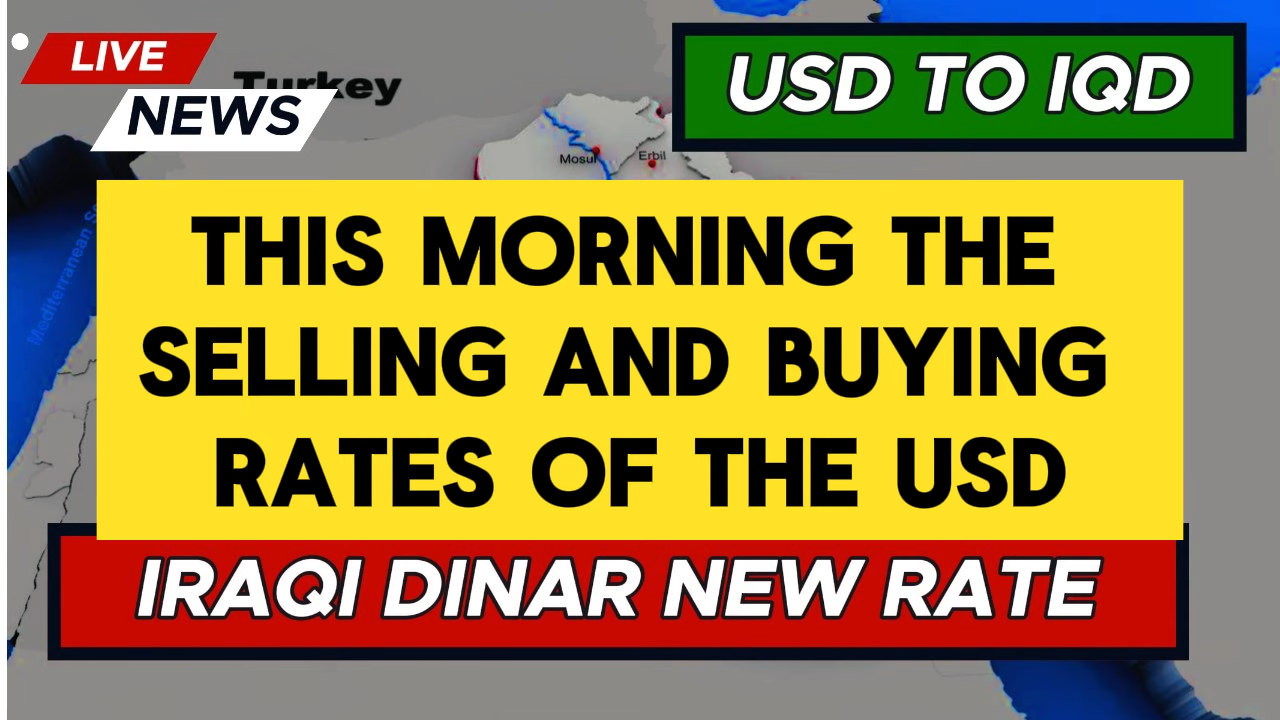 LIVE
NEWS
Turkey
USD TO IQD
Mosul
Erbil
Mediterranean S
THIS MORNING THE
SELLING AND BUYING
RATES OF THE USD
IRAQI DINAR NEW RATE